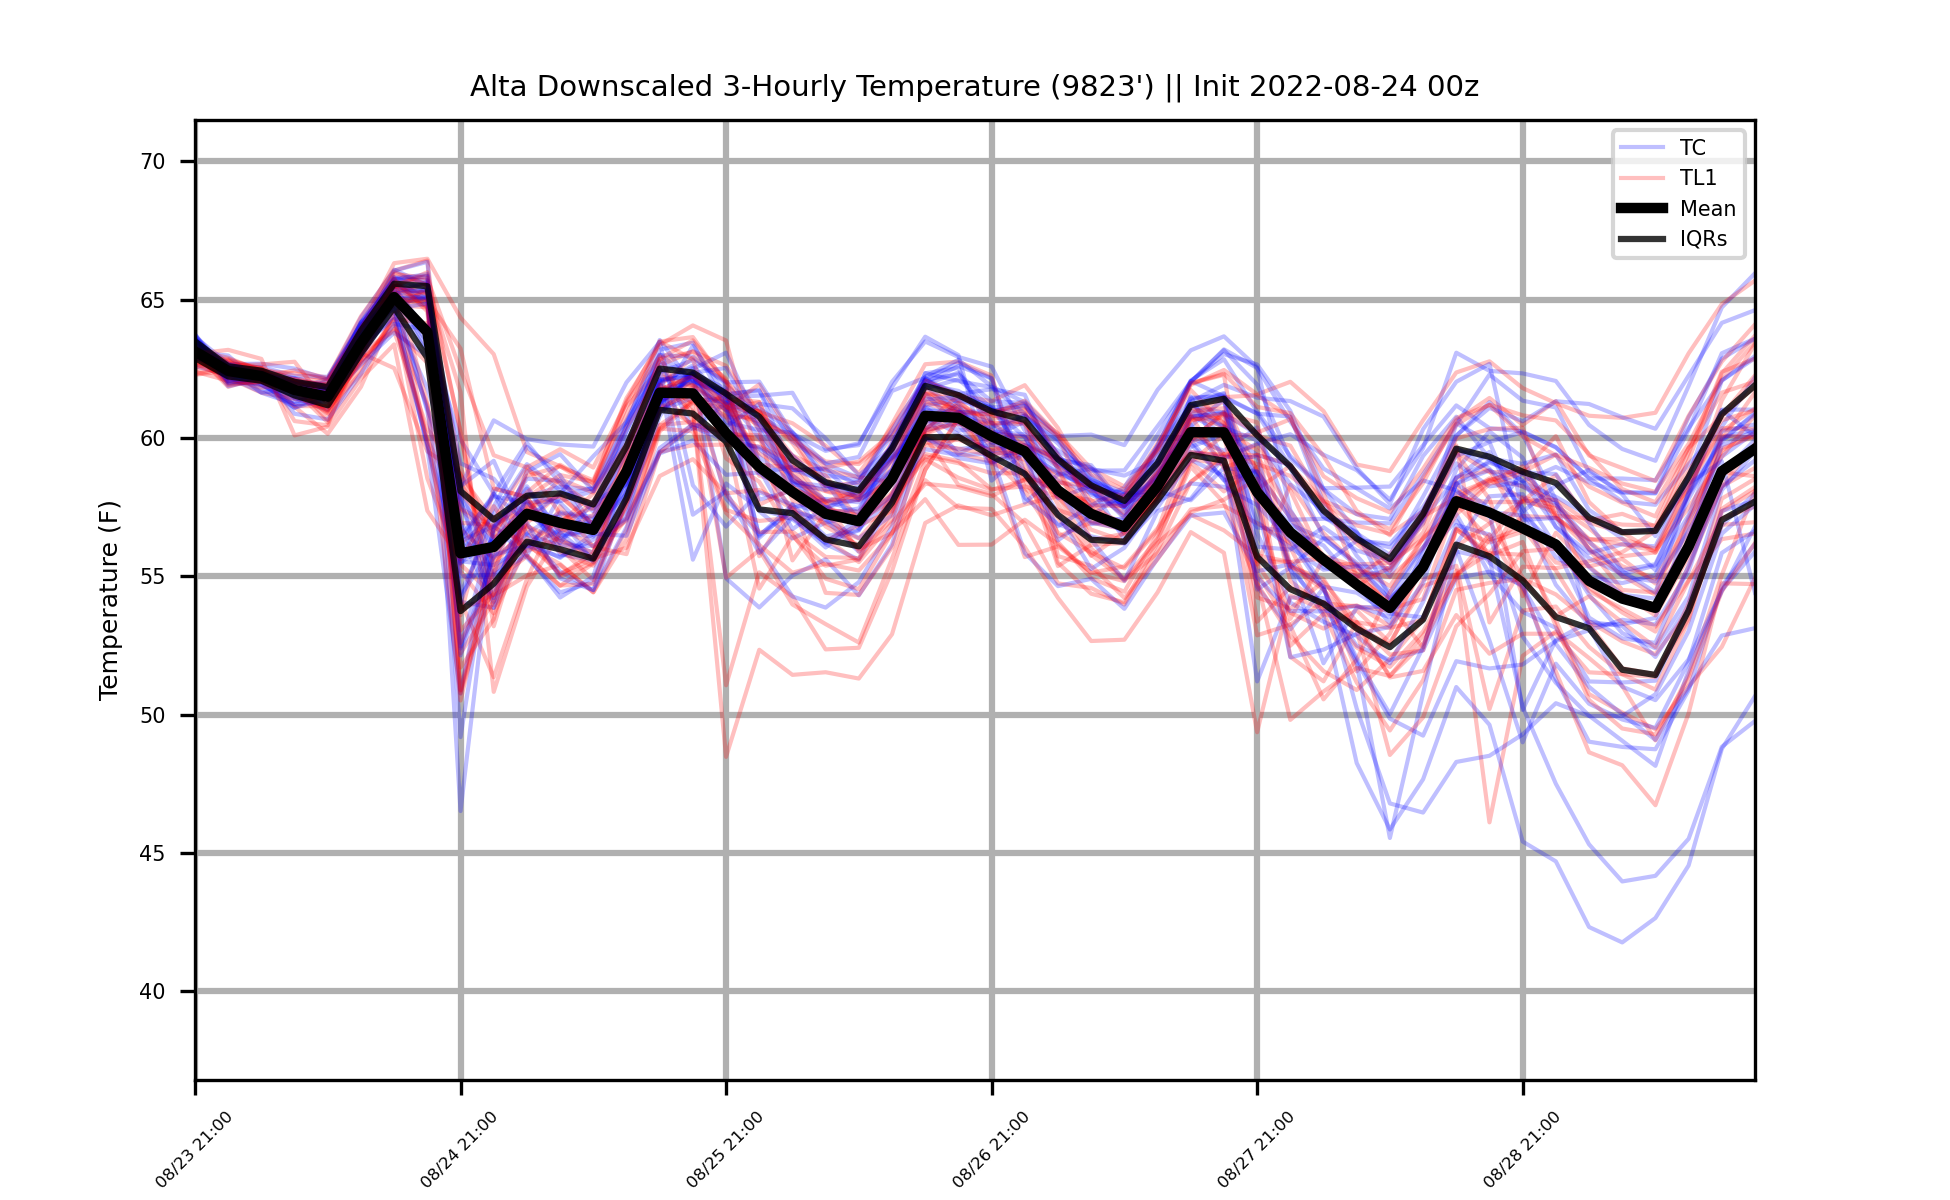 Alta Downscaled 3-Hourly Temperature (9823') || Init 2022-08-24 00z
TC
TL1
Mean
IQRs
Temperature (F)
70
65
60
55
50
45
40
08/23 21:00
08/24 21:00
08/25 21:00
08/26 21:00
08/27 21:00
08/28 21:00